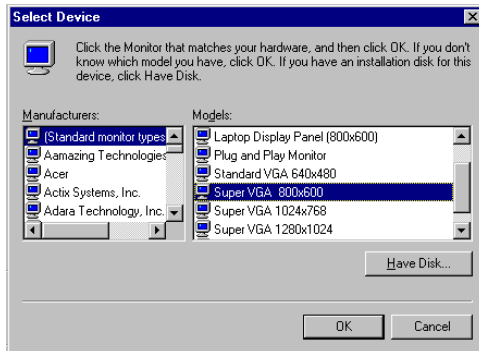 Select Device
Click the Monitor that matches your hardware, and then click OK. If you don't
know which model you have, click OK. If you have an installation disk for this
device, click Have Disk.
Manufacturers:
(Standard monitor types
Aamazing Technologies
Acer
Actix Systems, Inc.
Adara Technology, Inc.
Models:
Laptop Display Panel (800x600)
Plug and Play Monitor
Standard VGA 640x480
Super VGA 800x600
Super VGA 1024x768
Super VGA 1280x1024
Have Disk...
OK
Cancel